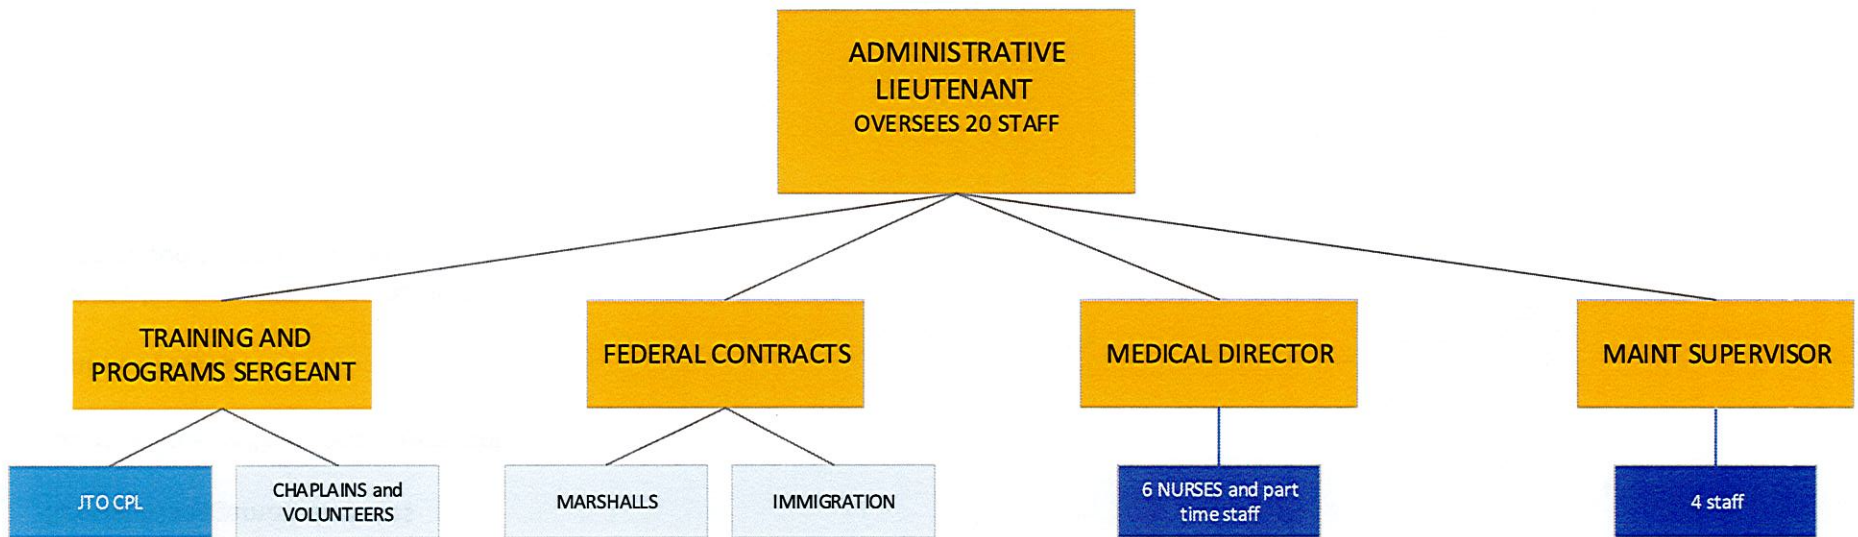 ADMINISTRATIVE
LIEUTENANT
OVERSEES 20 STAFF
TRAINING AND
PROGRAMS SERGEANT
FEDERAL CONTRACTS
MEDICAL DIRECTOR
MAINT SUPERVISOR
JTO CPL
CHAPLAINS and
VOLUNTEERS
MARSHALLS
IMMIGRATION
6 NURSES and part
time staff
4 staff